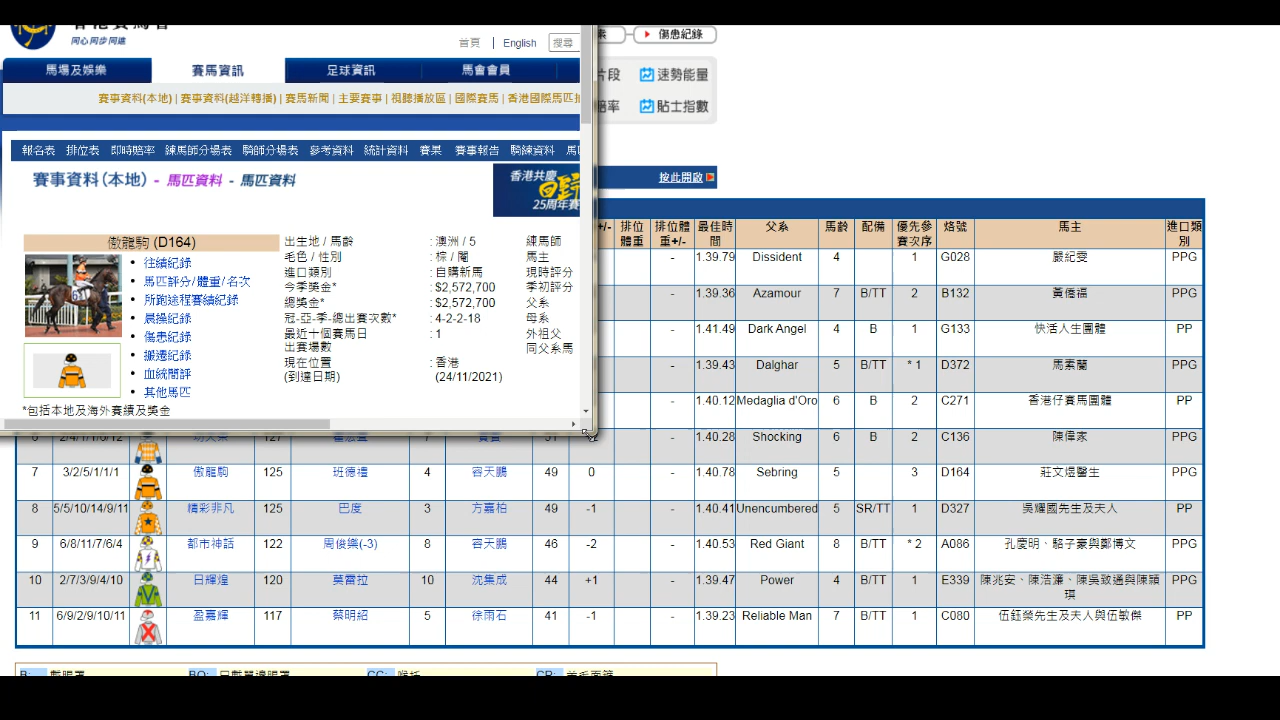 同心同步同進
首頁 | English 搜尋
馬場及娛樂 賽馬資訊 足球資訊 馬會會員
賽事資料(本地) | 賽事資料(越洋轉播) | 賽馬新聞 | 主要賽事 | 視聽播放區 | 國際賽馬 | 香港國際馬匹
報名表 排位表 即時賠率 練馬師分場表 騎師分場表 參考資料 統計資料 賽果 賽事報告 騎練資料
賽事資料(本地) - 馬匹資料 - 馬匹資料
香港共慶
25周年賽
傲龍駒 (D164)
往績紀錄
馬匹評分/體重/名次
所跑途程賽績紀錄
晨操紀錄
傷患紀錄
搬遷紀錄
血統簡評
其他馬匹
*包括本地及海外賽績及獎金
出生地 / 馬齡 : 澳洲 / 5 練馬師
毛色 / 性別 : 棕 / 閹 馬主
進口類別 : 自購新馬 現時評分
今季獎金* : $2,572,700 季初評分
總獎金* : $2,572,700 父系
冠-亞-季-總出賽次數* : 4-2-2-18 母系
最近十個賽馬日 : 1 外祖父
出賽場數 同父系馬
現在位置 : 香港
(到達日期) (24/11/2021)
傷患紀錄
片段 速勢能量
賠率 貼士指數
按此開啟
+/- 排位體重 排位體重+/- 最佳時間 父系 馬齡 配備 優先參賽次序 烙號 馬主 進口類別
- 1.39.79 Dissident 4 1 G028 嚴紀雯 PPG
- 1.39.36 Azamour 7 B/TT 2 B132 黃僑福 PPG
- 1.41.49 Dark Angel 4 B 1 G133 快活人生團體 PP
- 1.39.43 Dalghar 5 B/TT * 1 D372 馬素蘭 PPG
- 1.40.12 Medaglia d'Oro 6 B 2 C271 香港仔賽馬團體 PP
- 1.40.28 Shocking 6 B 2 C136 陳偉家 PPG
7 3/2/5/1/1/1 傲龍駒 125 班德禮 4 容天鵬 49 0 - 1.40.78 Sebring 5 3 D164 莊文煜醫生 PPG
8 5/5/10/14/9/11 精彩非凡 125 巴度 3 方嘉柏 49 -1 - 1.40.41 Unencumbered 5 SR/TT 1 D327 吳耀國先生及夫人 PP
9 6/8/11/7/6/4 都市神話 122 周俊樂(-3) 8 容天鵬 46 -2 - 1.40.53 Red Giant 8 B/TT * 2 A086 孔慶明、駱子豪與鄭博文 PPG
10 2/7/3/9/4/10 日輝煌 120 莫雷拉 10 沈集成 44 +1 - 1.39.47 Power 4 B/TT 1 E339 陳兆安、陳浩濂、陳吳致通與陳穎琪 PPG
11 6/9/2/9/10/11 盈嘉輝 117 蔡明紹 5 徐雨石 41 -1 - 1.39.23 Reliable Man 7 B/TT 1 C080 伍鈺榮先生及夫人與伍敏傑 PP